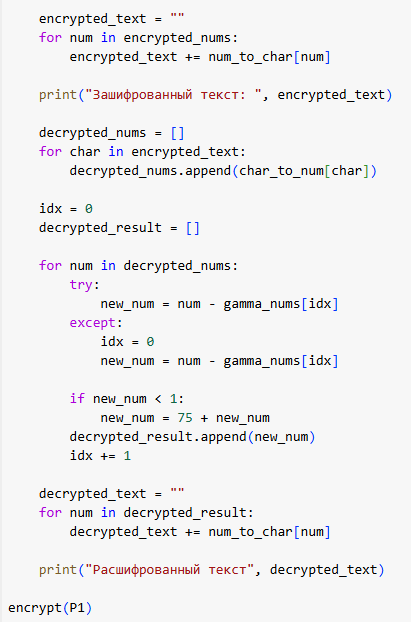 encrypted_text = ""
for num in encrypted_nums:
encrypted_text += num_to_char[num]
print("Зашифрованный текст: ", encrypted_text)
decrypted_nums = []
for char in encrypted_text:
decrypted_nums.append(char_to_num[char])
idx = 0
decrypted_result = []
for num in decrypted_nums:
try:
new_num = num - gamma_nums[idx]
except:
idx = 0
new_num = num - gamma_nums[idx]
if new_num < 1:
new_num = 75 + new_num
decrypted_result.append(new_num)
idx += 1
decrypted_text = ""
for num in decrypted_result:
decrypted_text += num_to_char[num]
print("Расшифрованный текст", decrypted_text)
encrypt(P1)